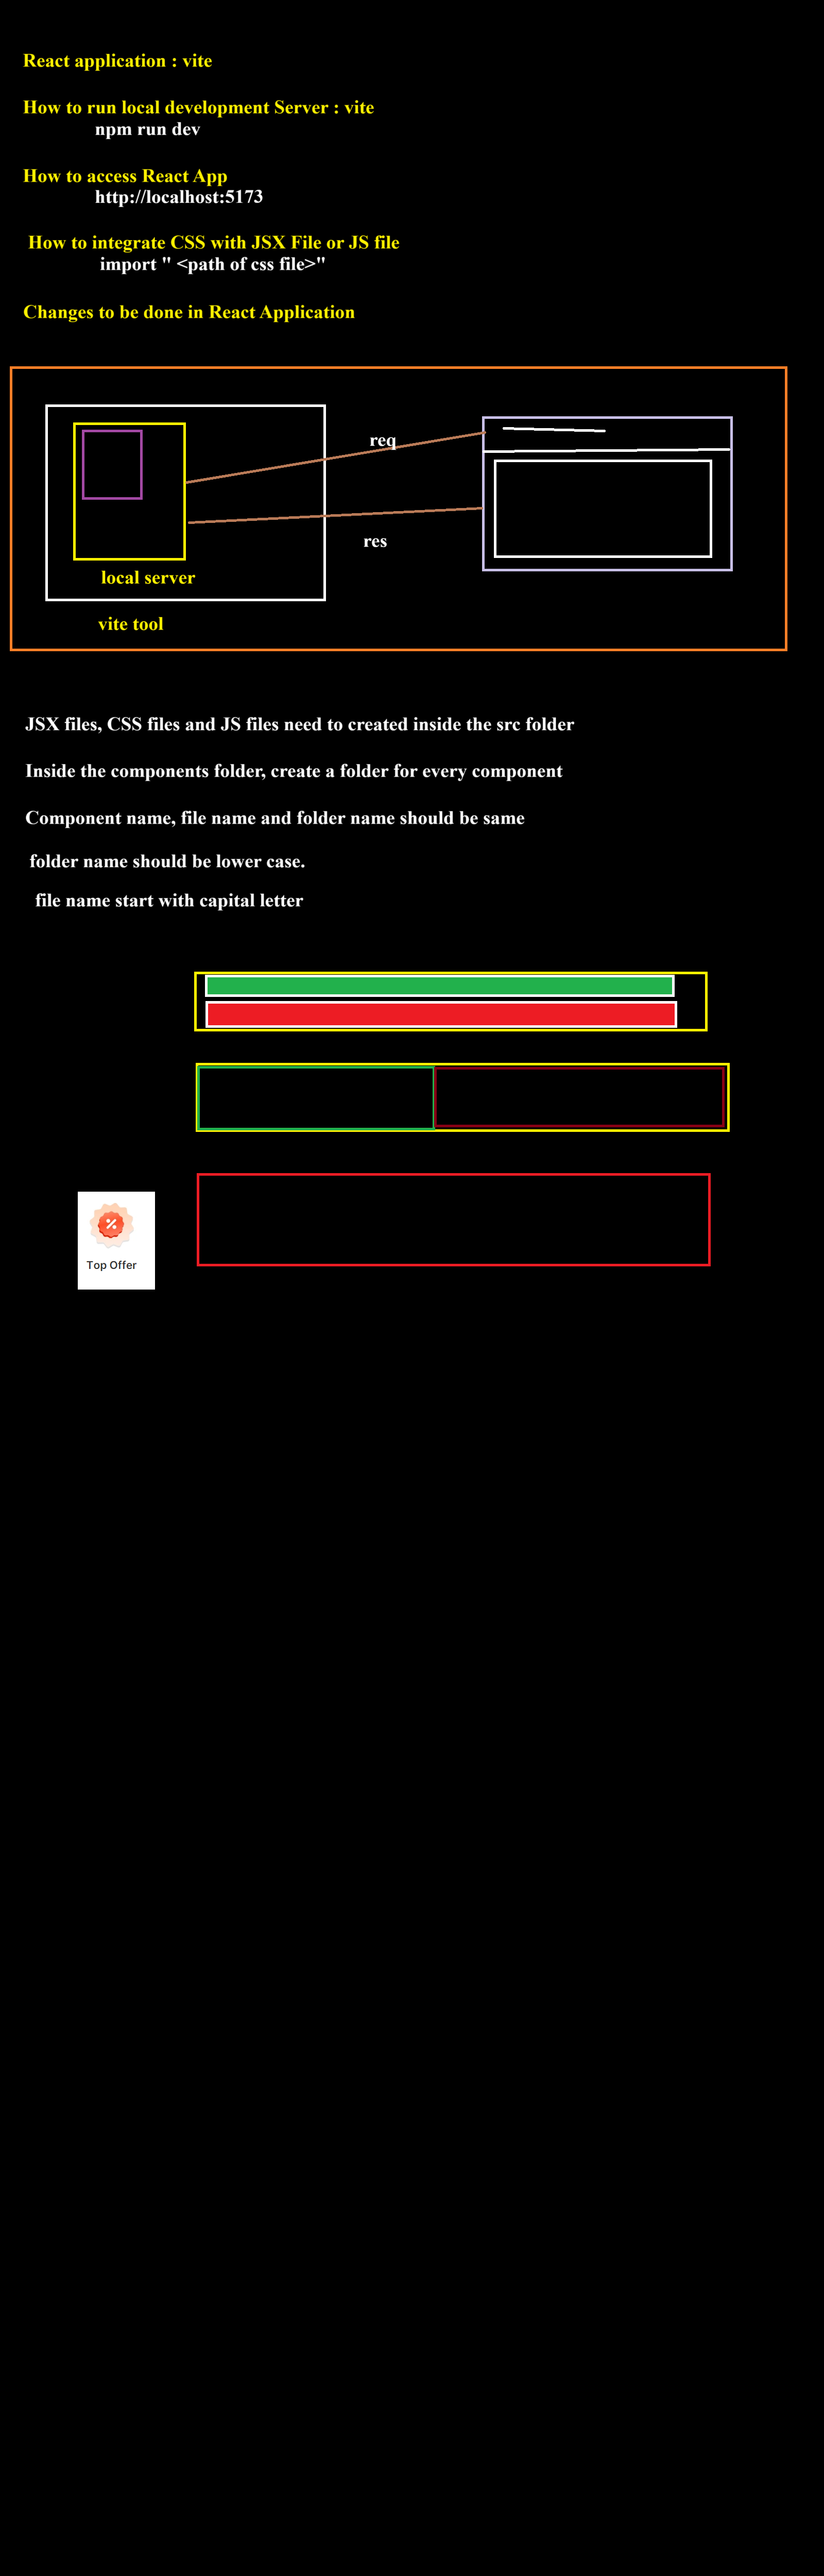 React application : vite
How to run local development Server : vite
npm run dev
How to access React App
http://localhost:5173
How to integrate CSS with JSX File or JS file
import " <path of css file>"
Changes to be done in React Application
req
res
local server
vite tool
JSX files, CSS files and JS files need to created inside the src folder
Inside the components folder, create a folder for every component
Component name, file name and folder name should be same
folder name should be lower case.
file name start with capital letter
%
Top Offer